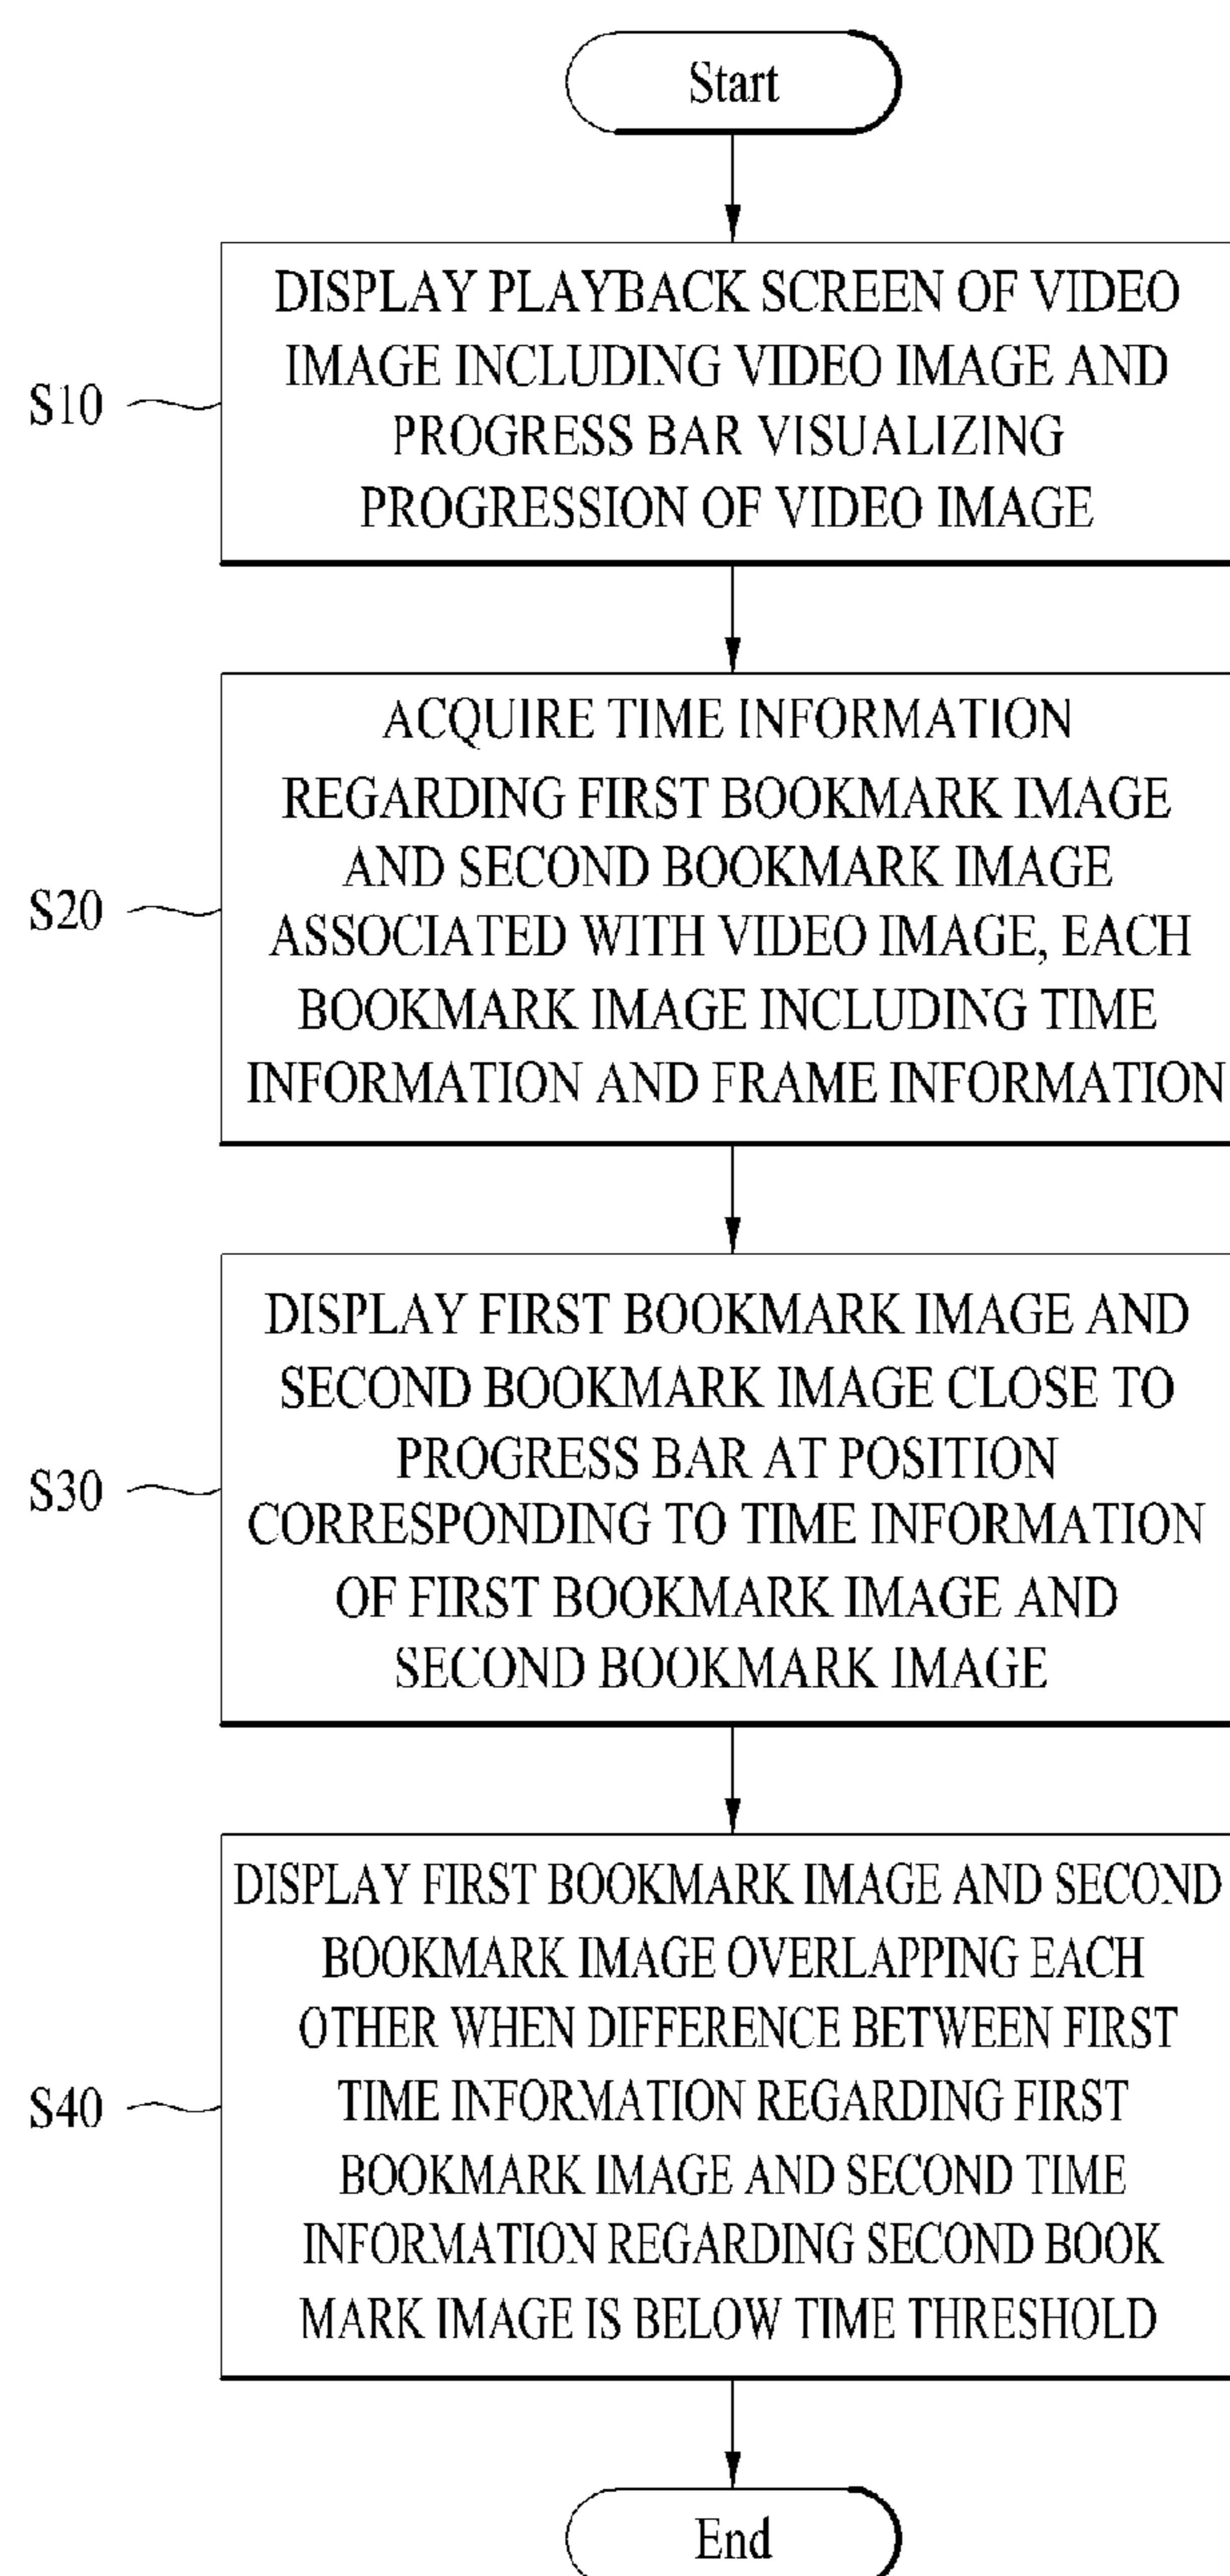 Start
DISPLAY PLAYBACK SCREEN OF VIDEO
IMAGE INCLUDING VIDEO IMAGE AND
PROGRESS BAR VISUALIZING
PROGRESSION OF VIDEO IMAGE
S10
ACQUIRE TIME INFORMATION
REGARDING FIRST BOOKMARK IMAGE
AND SECOND BOOKMARK IMAGE
ASSOCIATED WITH VIDEO IMAGE, EACH
BOOKMARK IMAGE INCLUDING TIME
INFORMATION AND FRAME INFORMATION
S20
DISPLAY FIRST BOOKMARK IMAGE AND
SECOND BOOKMARK IMAGE CLOSE TO
PROGRESS BAR AT POSITION
CORRESPONDING TO TIME INFORMATION
OF FIRST BOOKMARK IMAGE AND
SECOND BOOKMARK IMAGE
S30
DISPLAY FIRST BOOKMARK IMAGE AND SECOND
BOOKMARK IMAGE OVERLAPPING EACH
OTHER WHEN DIFFERENCE BETWEEN FIRST
TIME INFORMATION REGARDING FIRST
BOOKMARK IMAGE AND SECOND TIME
INFORMATION REGARDING SECOND BOOK
MARK IMAGE IS BELOW TIME THRESHOLD
S40
End